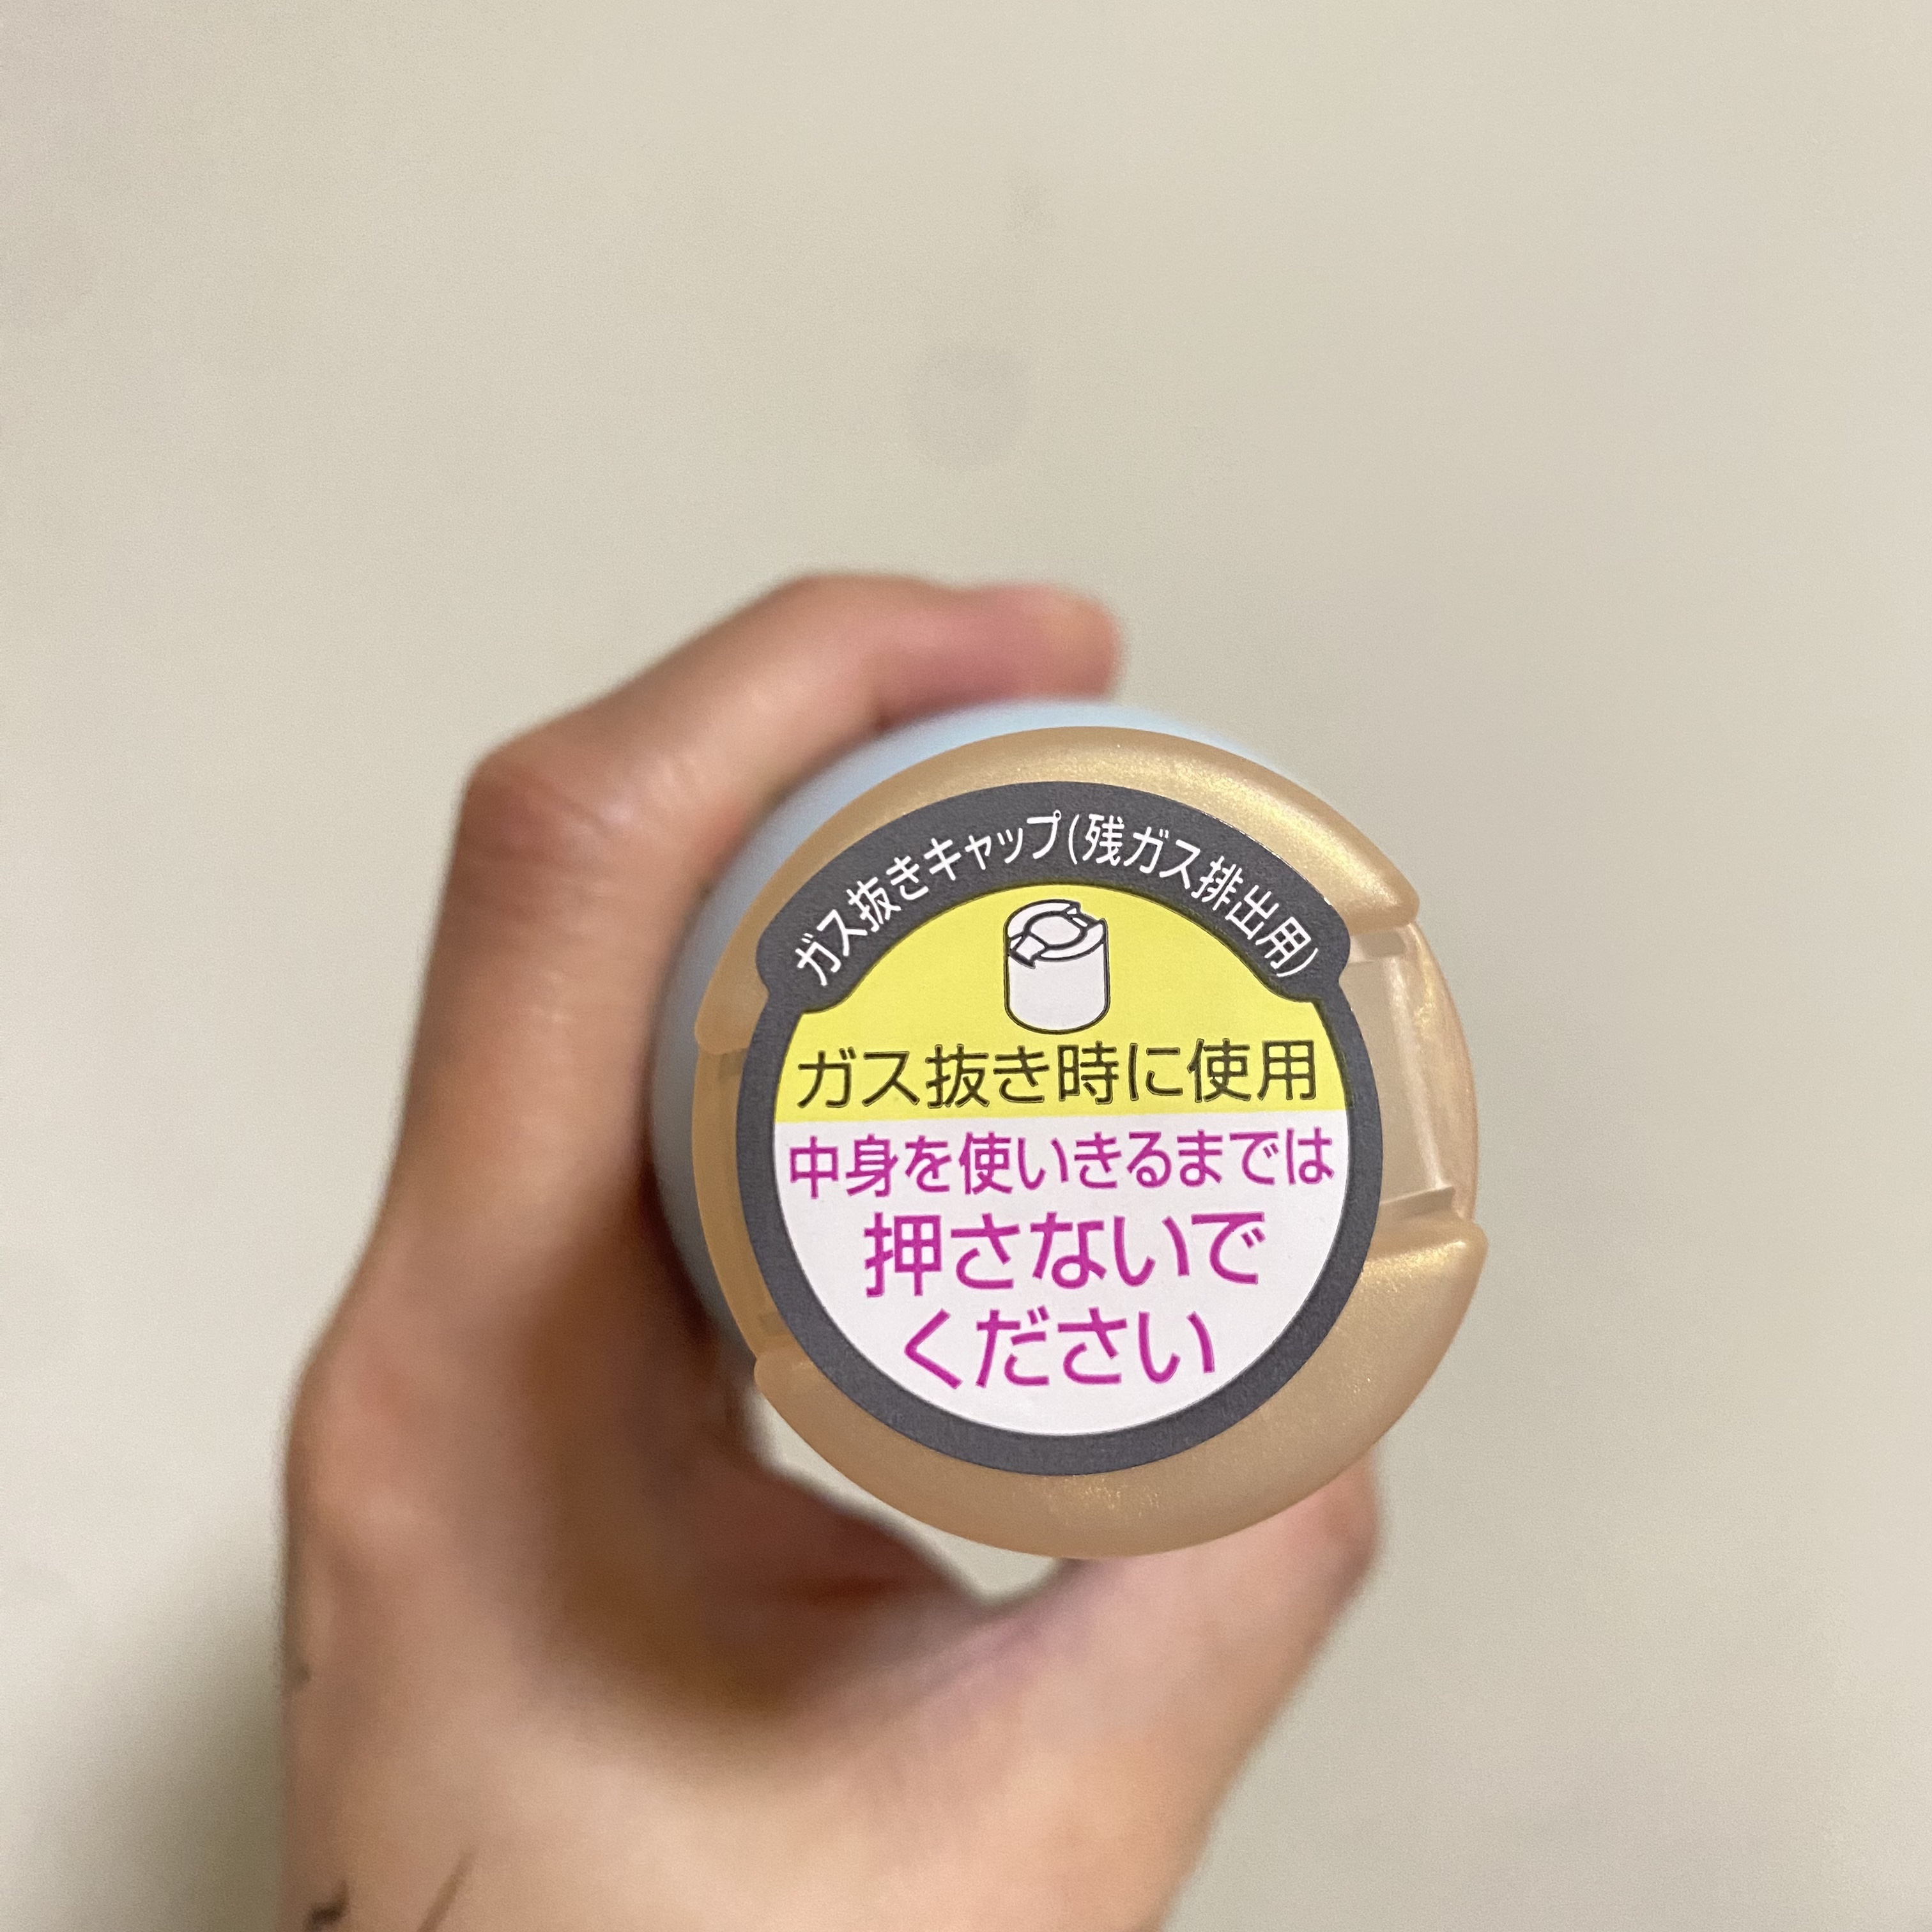 ガス抜きキャップ(残ガス排出用)
ガス抜き時に使用
中身を使いきるまでは
押さないで
ください